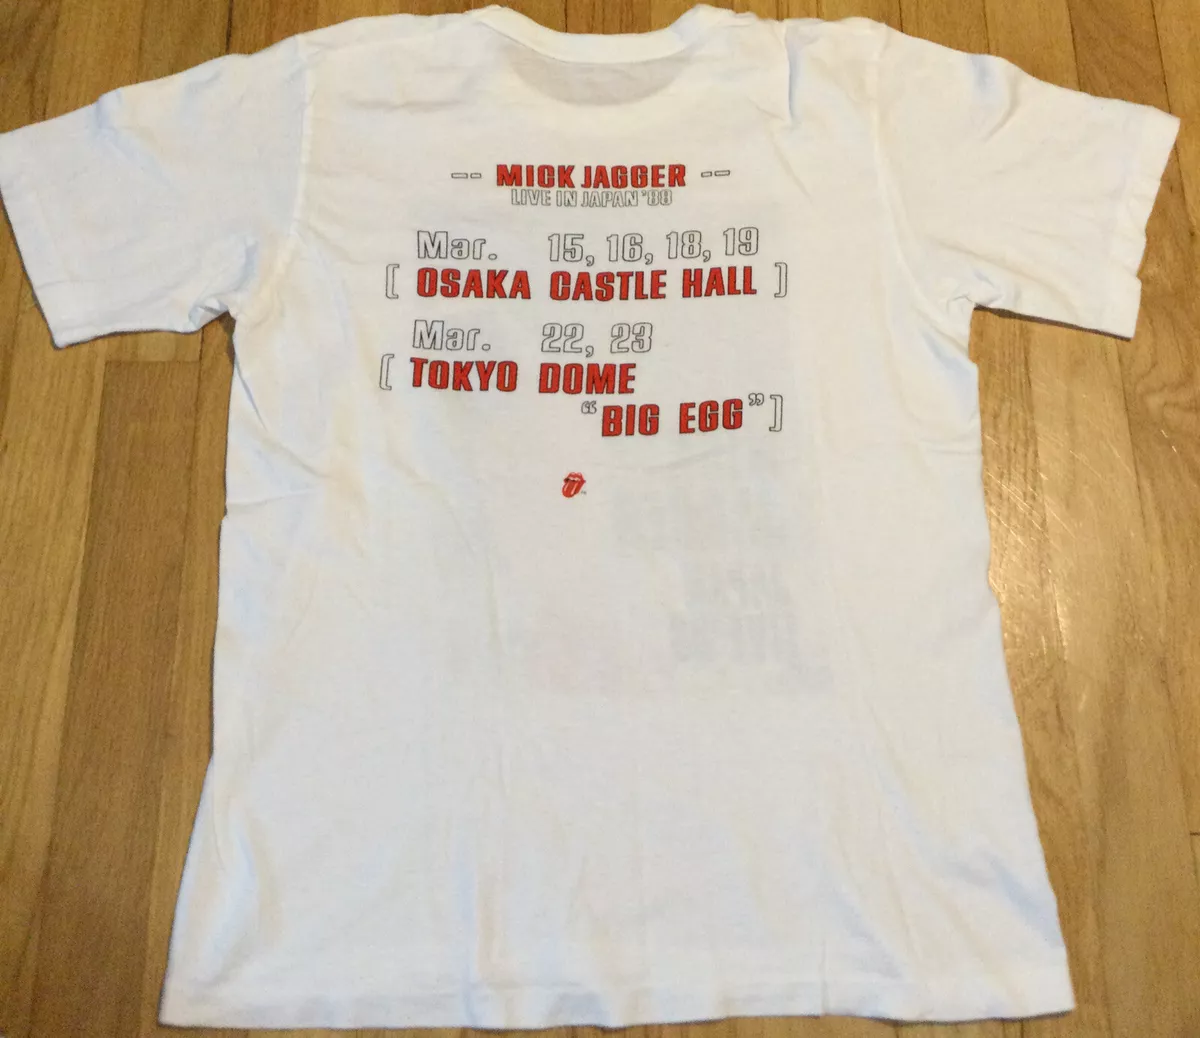 -- MICK JAGGER --
LIVE IN JAPAN '88
Mar. 15, 16, 18, 19
[ OSAKA CASTLE HALL ]
Mar. 22, 23
[ TOKYO DOME
“BIG EGG” ]